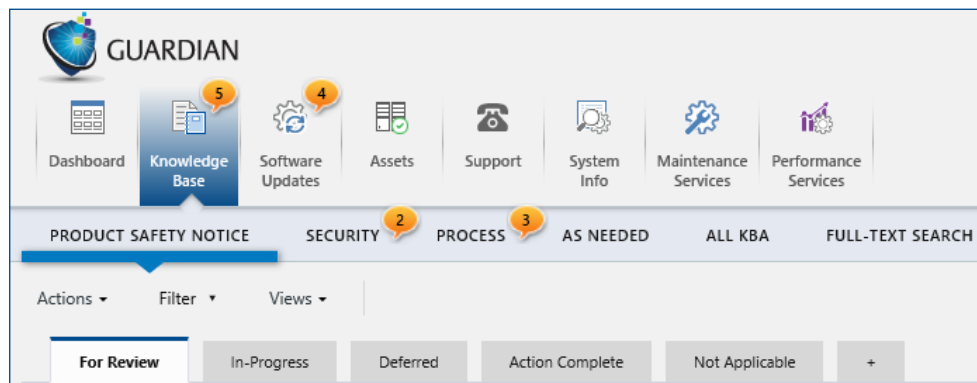 GUARDIAN
5 4
Dashboard Knowledge Base Software Updates Assets Support System Info Maintenance Services Performance Services
2 3
PRODUCT SAFETY NOTICE SECURITY PROCESS AS NEEDED ALL KBA FULL-TEXT SEARCH
Actions Filter Views
For Review In-Progress Deferred Action Complete Not Applicable +